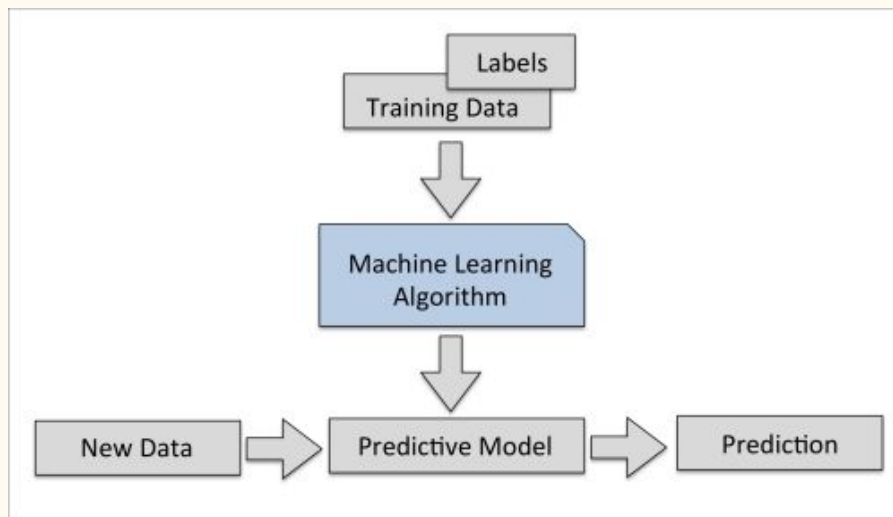 Labels
Training Data
Machine Learning
Algorithm
New Data
Predictive Model
Prediction